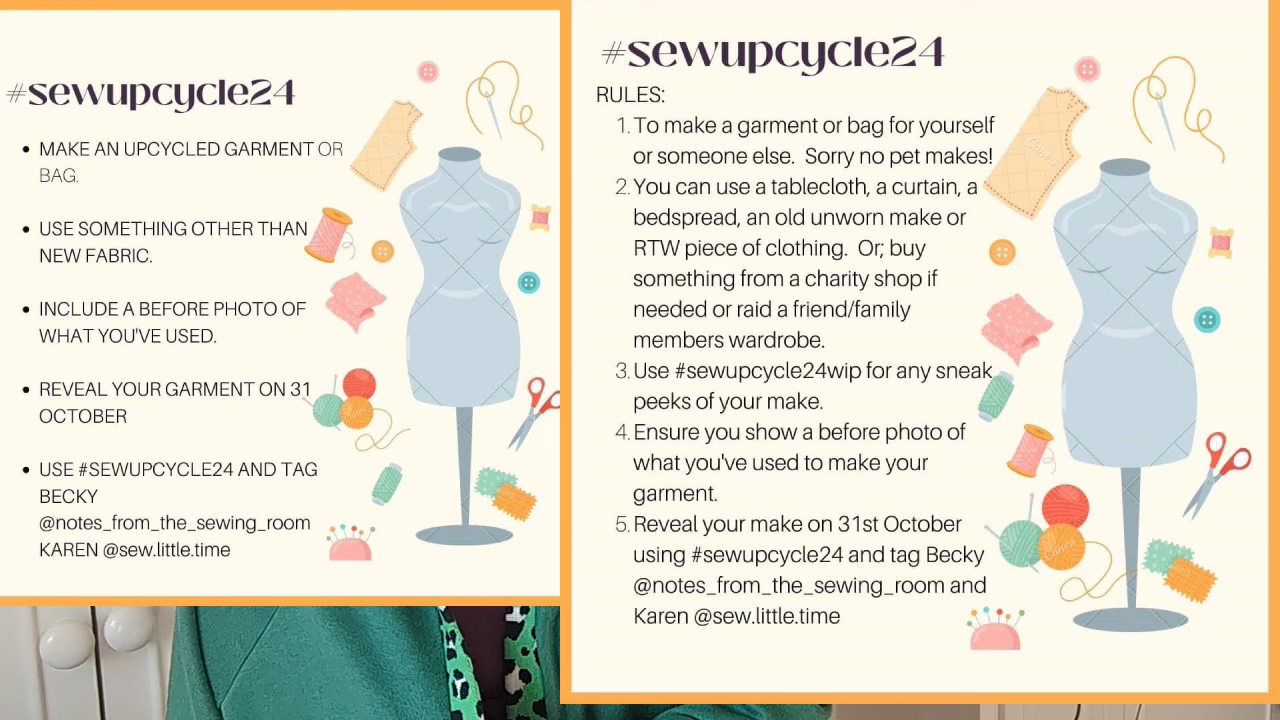 #sewupcycle24
MAKE AN UPCYCLED GARMENT OR
BAG.
USE SOMETHING OTHER THAN
NEW FABRIC.
INCLUDE A BEFORE PHOTO OF
WHAT YOU'VE USED.
REVEAL YOUR GARMENT ON 31
OCTOBER
USE #SEWUPCYCLE24 AND TAG
BECKY
@notes_from_the_sewing_room
KAREN @sew.little.time
#sewupcycle24
RULES:
1. To make a garment or bag for yourself
or someone else. Sorry no pet makes!
2. You can use a tablecloth, a curtain, a
bedspread, an old unworn make or
RTW piece of clothing. Or; buy
something from a charity shop if
needed or raid a friend/family
members wardrobe.
3. Use #sewupcycle24wip for any sneak
peeks of your make.
4. Ensure you show a before photo of
what you've used to make your
garment.
5. Reveal your make on 31st October
using #sewupcycle24 and tag Becky
@notes_from_the_sewing_room and
Karen @sew.little.time